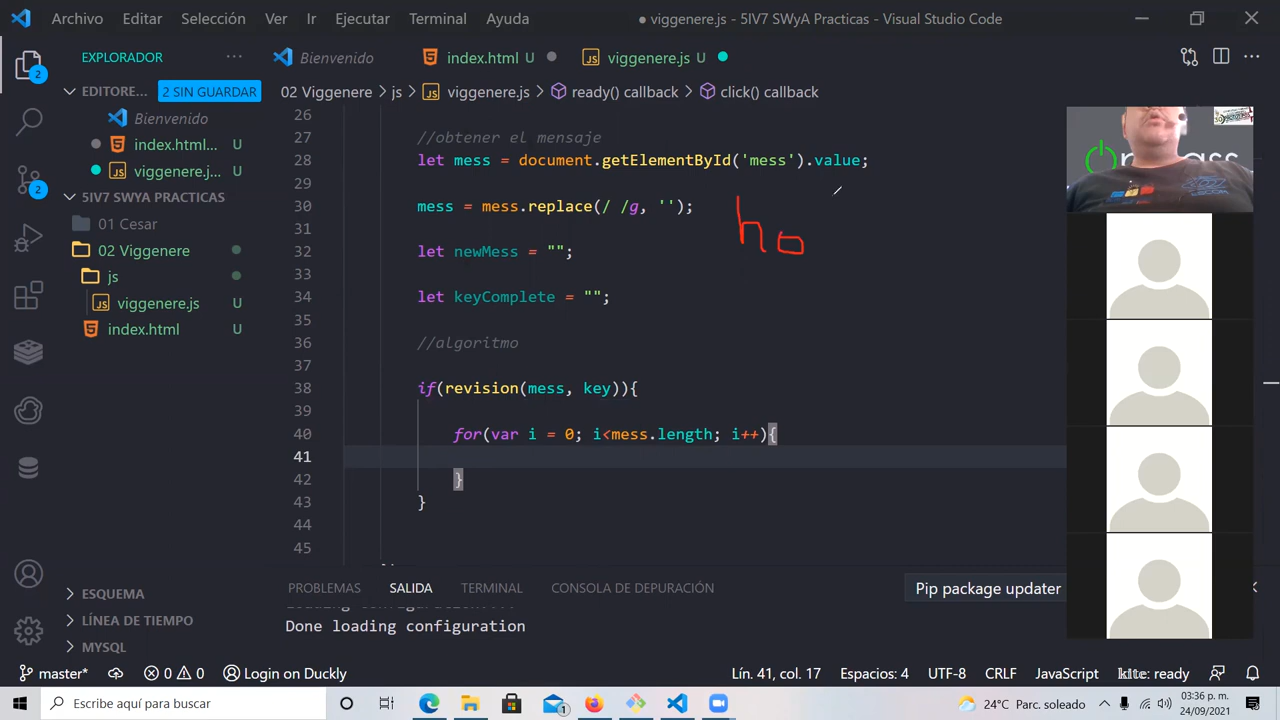 Archivo Editar Selección Ver Ir Ejecutar Terminal Ayuda
● viggenere.js - 5IV7 SWyA Practicas - Visual Studio Code
EXPLORADOR ···
Bienvenido
index.html U
viggenere.js U
EDITORE... 2 SIN GUARDAR
02 Viggenere > js > viggenere.js > ready() callback > click() callback
Bienvenido
index.html... U
viggenere.j... U
5IV7 SWYA PRACTICAS
01 Cesar
02 Viggenere
js
viggenere.js U
index.html U
ESQUEMA
LÍNEA DE TIEMPO
MYSQL
2
2
26
27 //obtener el mensaje
28 let mess = document.getElementById('mess').value;
29
30 mess = mess.replace(/ /g, '');
31
32 let newMess = "";
33
34 let keyComplete = "";
35
36 //algoritmo
37
38 if(revision(mess, key)){
39
40 for(var i = 0; i<mess.length; i++){
41
42 }
43 }
44
45
ho
PROBLEMAS SALIDA TERMINAL CONSOLA DE DEPURACIÓN
Pip package updater
Done loading configuration
master* 0 0 Login on Duckly
Lín. 41, col. 17 Espacios: 4 UTF-8 CRLF JavaScript kite: ready
Escribe aquí para buscar
1
24°C Parc. soleado
03:36 p. m.
24/09/2021